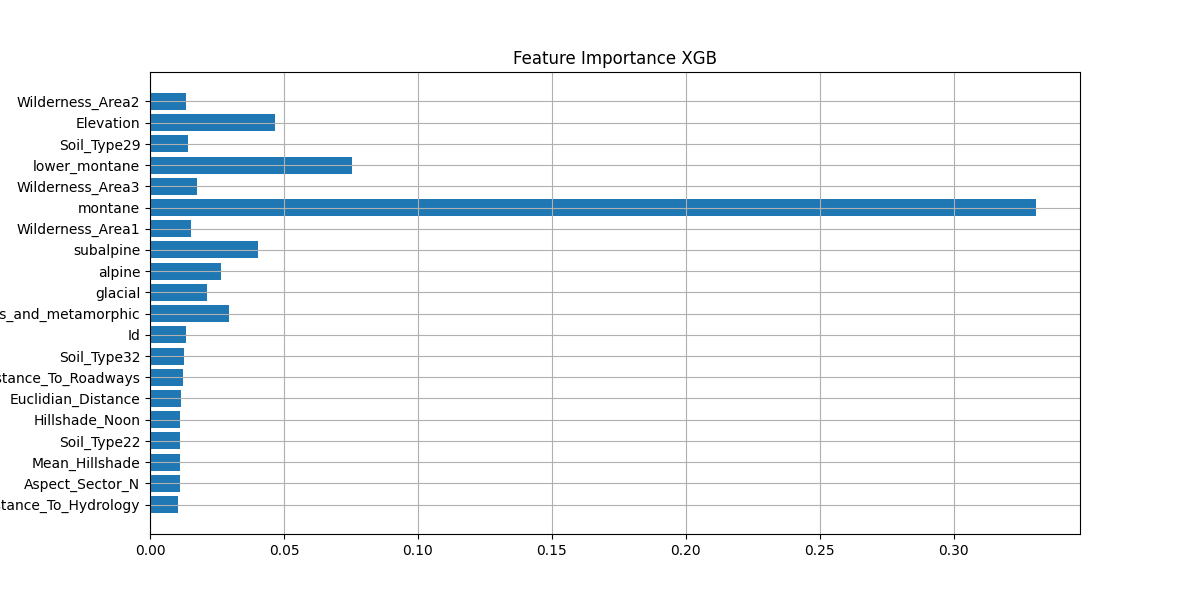 Feature Importance XGB
Wilderness_Area2
Elevation
Soil_Type29
lower_montane
Wilderness_Area3
montane
Wilderness_Area1
subalpine
alpine
glacial
s_and_metamorphic
Id
Soil_Type32
stance_To_Roadways
Euclidian_Distance
Hillshade_Noon
Soil_Type22
Mean_Hillshade
Aspect_Sector_N
stance_To_Hydrology
0.00 0.05 0.10 0.15 0.20 0.25 0.30